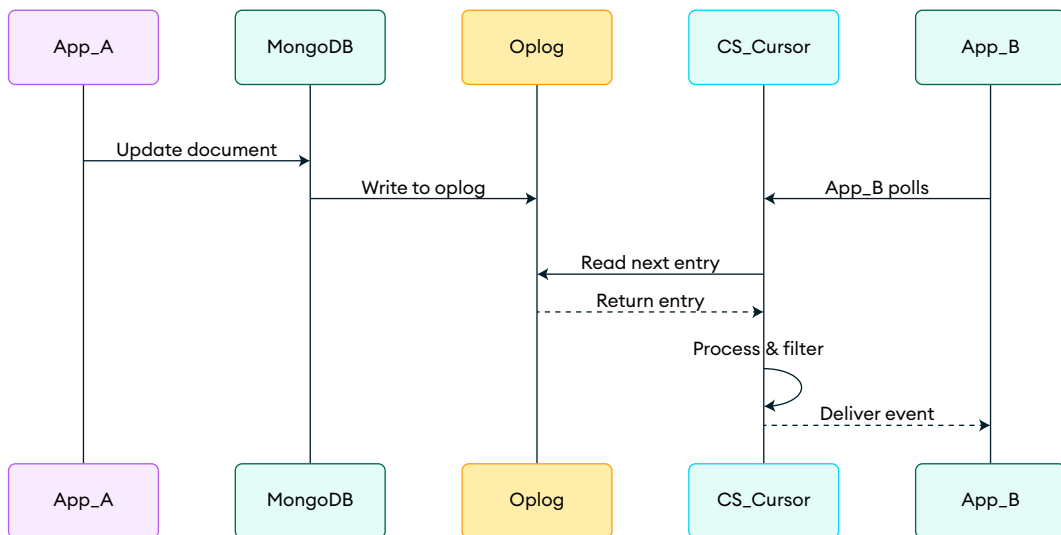 App_A
MongoDB
Oplog
CS_Cursor
App_B
Update document
Write to oplog
App_B polls
Read next entry
Return entry
Process & filter
Deliver event
App_A
MongoDB
Oplog
CS_Cursor
App_B